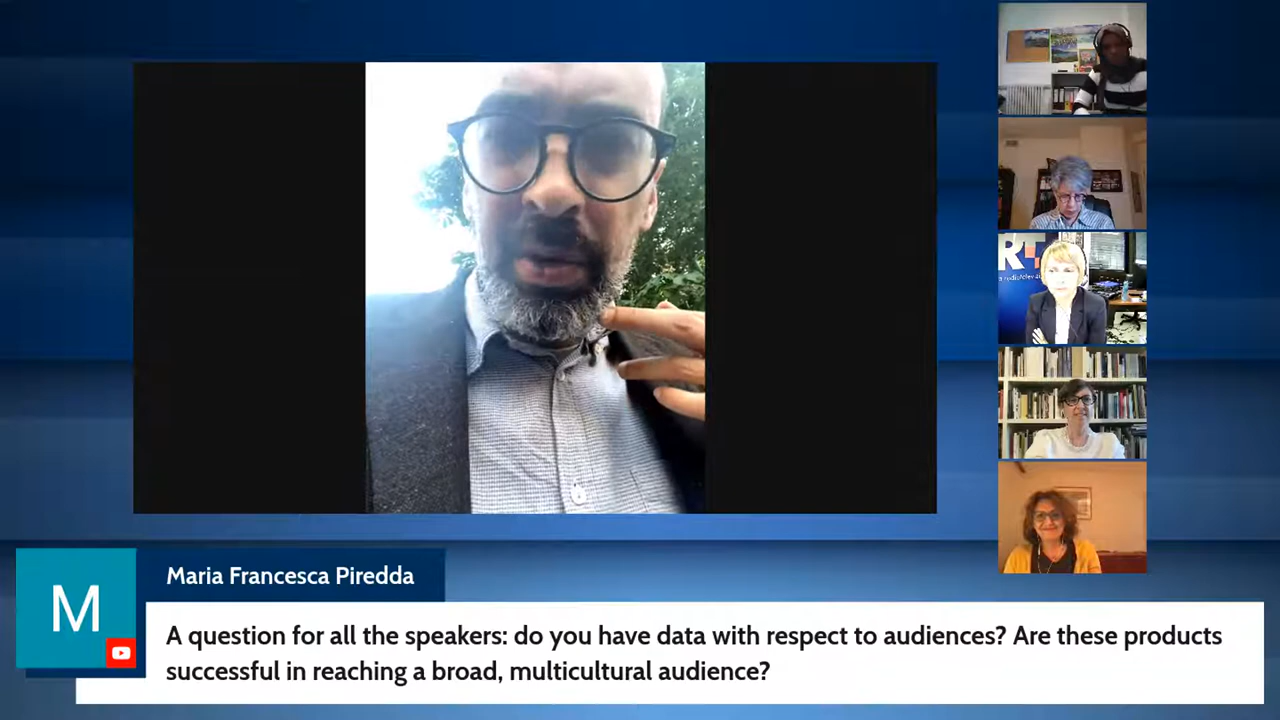 RT
Maria Francesca Piredda
M
A question for all the speakers: do you have data with respect to audiences? Are these products
successful in reaching a broad, multicultural audience?